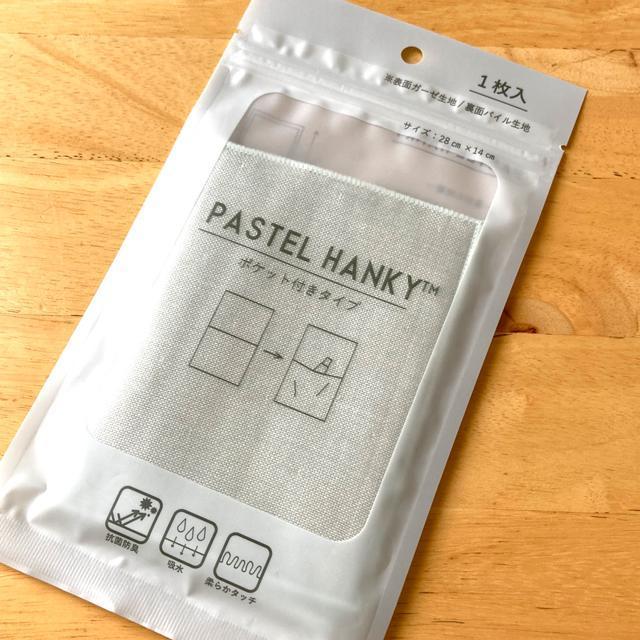 1枚入
※表面ガーゼ生地/裏面パイル生地
サイズ:28㎝×14㎝
PASTEL HANKY™
ポケット付きタイプ
抗菌防臭
吸水
柔らかタッチ